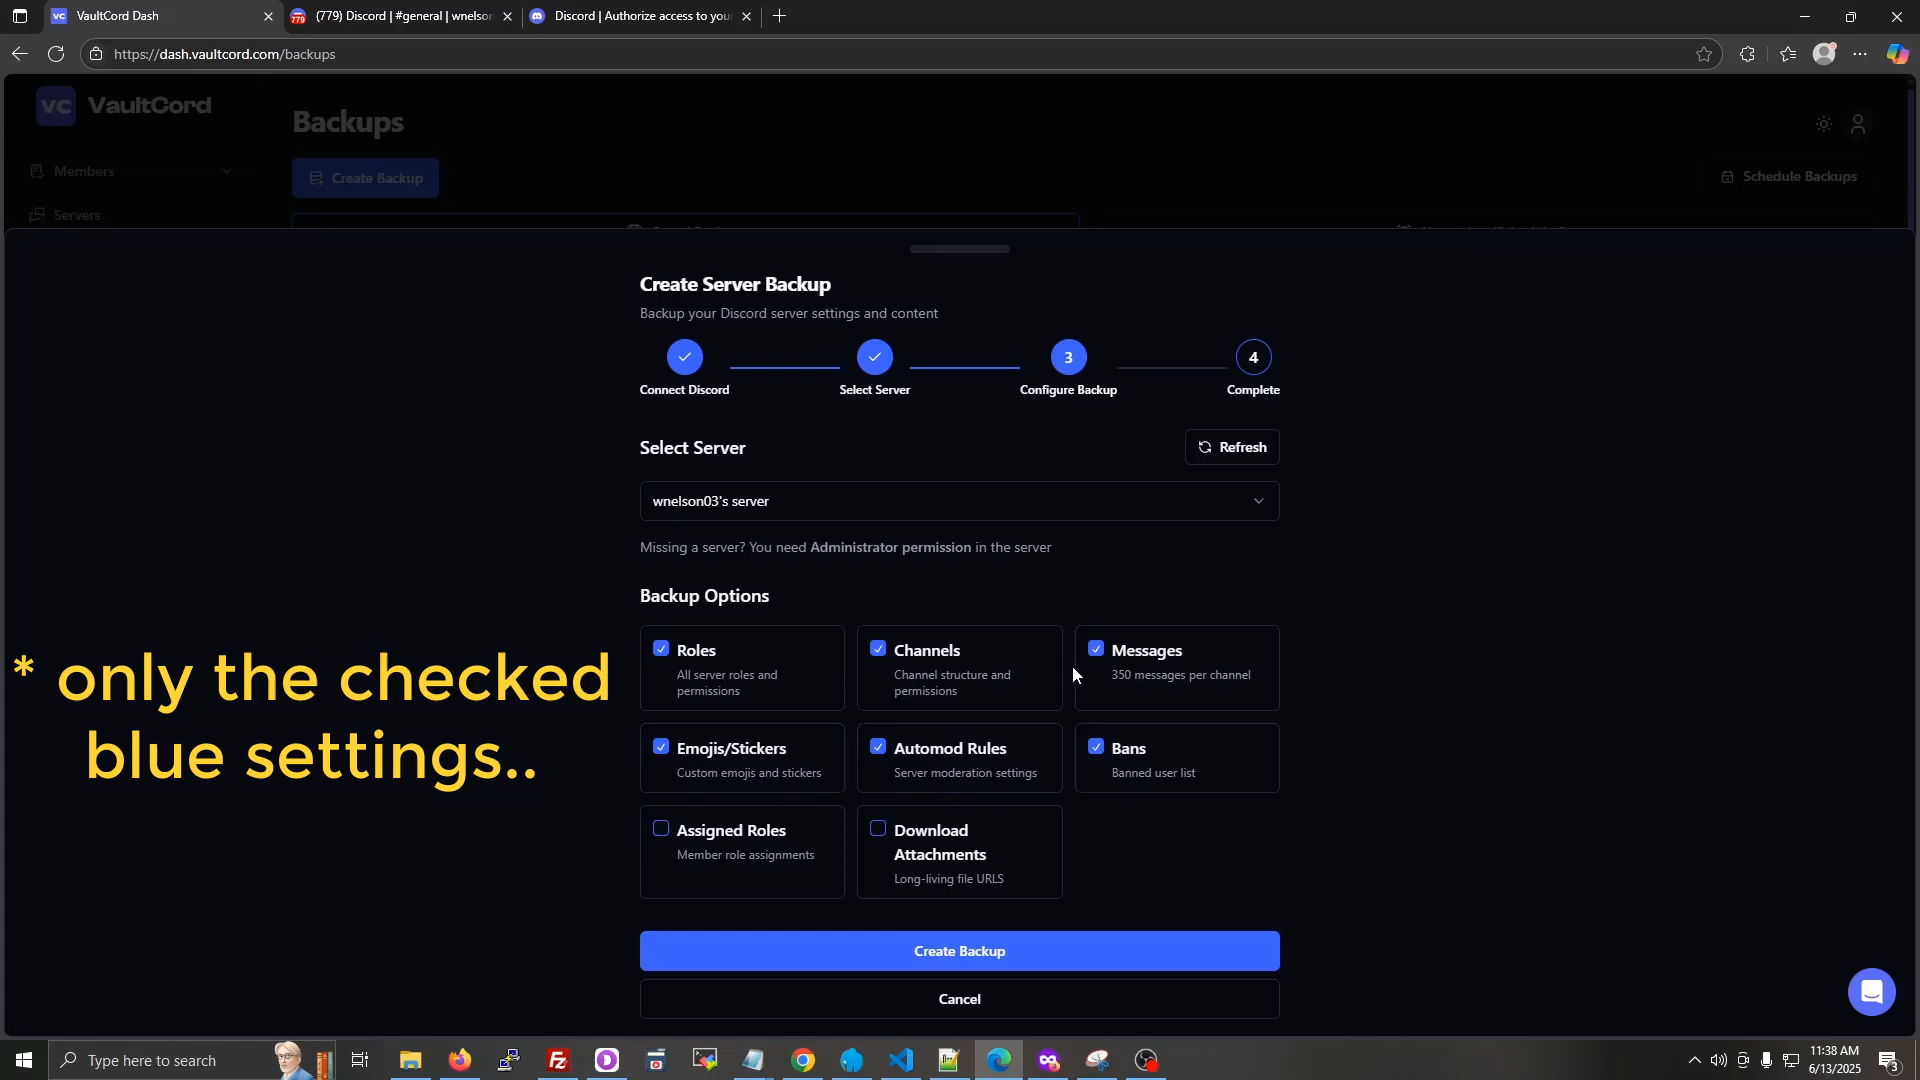 VaultCord Dash
(779) Discord | #general | wnelson
Discord | Authorize access to your
https://dash.vaultcord.com/backups
VC VaultCord
Backups
Members
Create Backup
Schedule Backups
Servers
Create Server Backup
Backup your Discord server settings and content
3
4
Connect Discord
Select Server
Configure Backup
Complete
Select Server
Refresh
wnelson03's server
Missing a server? You need Administrator permission in the server
Backup Options
Roles
All server roles and
permissions
Channels
Channel structure and
permissions
Messages
350 messages per channel
Emojis/Stickers
Custom emojis and stickers
Automod Rules
Server moderation settings
Bans
Banned user list
Assigned Roles
Member role assignments
Download
Attachments
Long-living file URLS
* only the checked
blue settings..
Create Backup
Cancel
Type here to search
11:38 AM
6/13/2025
3